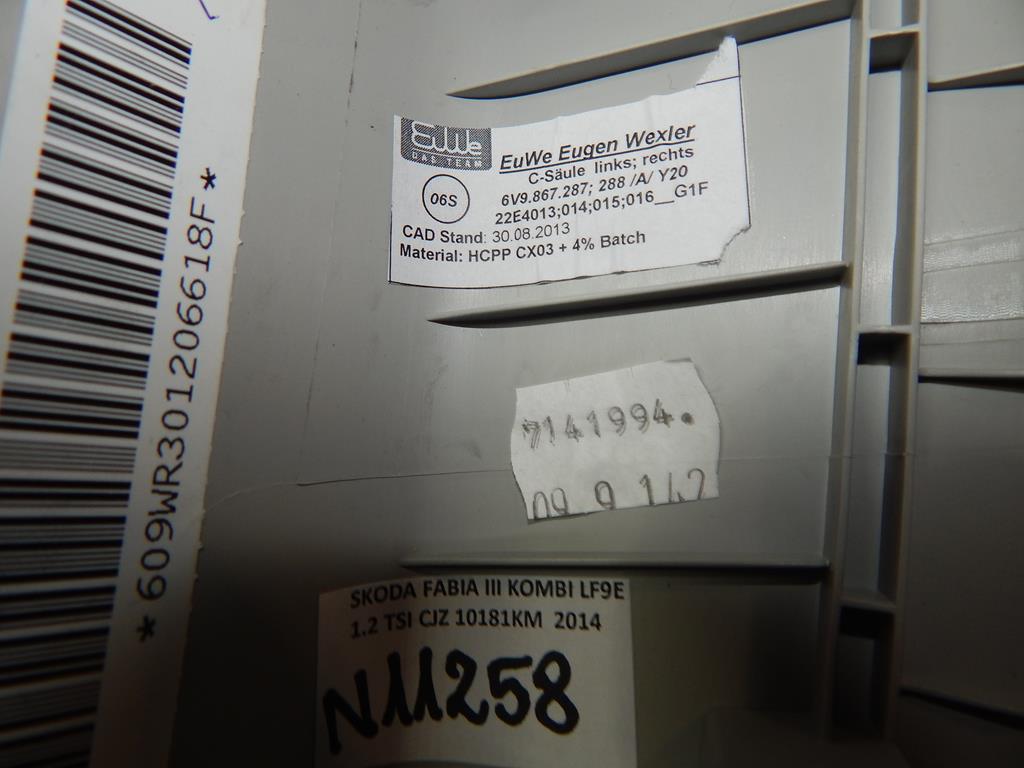 *609WR301206618F*
EuWe
DAS TEAM
EuWe Eugen Wexler
C-Säule links; rechts
06S
6V9.867.287; 288 /A/ Y20
22E4013;014;015;016__G1F
CAD Stand: 30.08.2013
Material: HCPP CX03 + 4% Batch
7141994.
SKODA FABIA III KOMBI LF9E
1.2 TSI CJZ 10181KM 2014
N11258